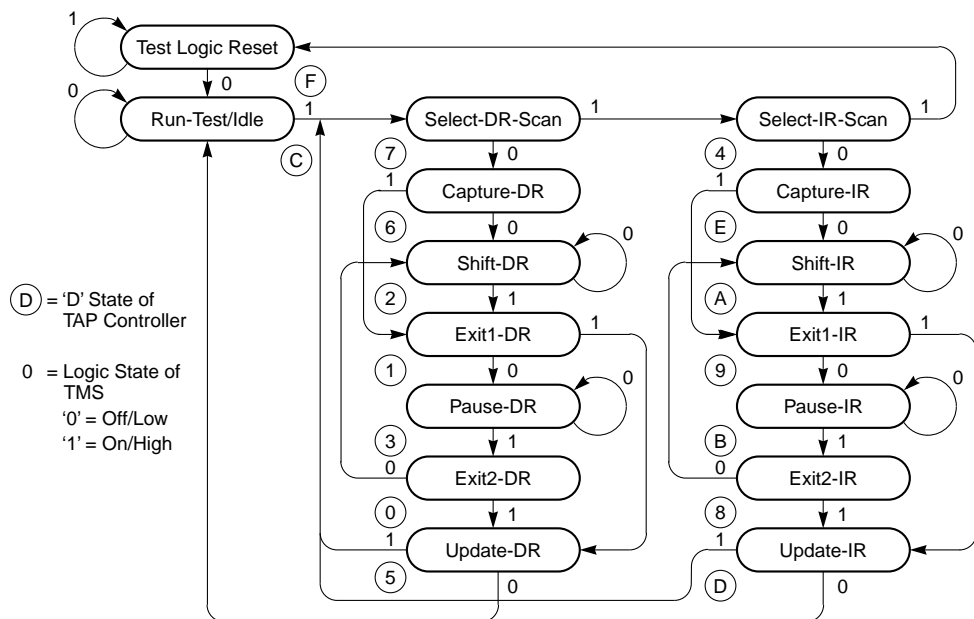 1
Test Logic Reset
0
F
0
Run-Test/Idle
1
C
Select-DR-Scan
1
Select-IR-Scan
1
7
0
4
0
1
Capture-DR
1
Capture-IR
6
0
E
0
Shift-DR
0
Shift-IR
0
2
1
A
1
Exit1-DR
1
Exit1-IR
1
1
0
9
0
Pause-DR
0
Pause-IR
0
3
1
B
1
0
Exit2-DR
0
Exit2-IR
0
1
8
1
1
Update-DR
1
Update-IR
5
0
D
0
D = 'D' State of
TAP Controller
0 = Logic State of
TMS
'0' = Off/Low
'1' = On/High